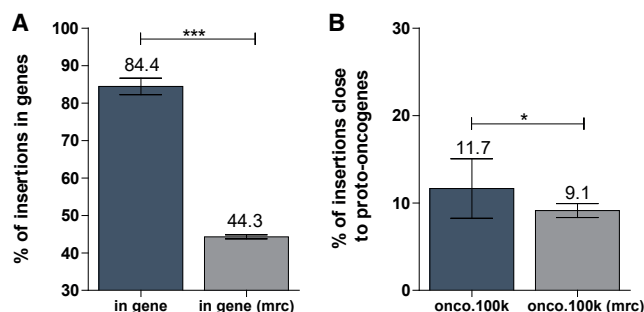 A
% of insertions in genes
100
90
80
70
60
50
40
30
***
84.4
44.3
in gene
in gene (mrc)
B
% of insertions close
to proto-oncogenes
30
20
10
0
*
11.7
9.1
onco.100k
onco.100k (mrc)